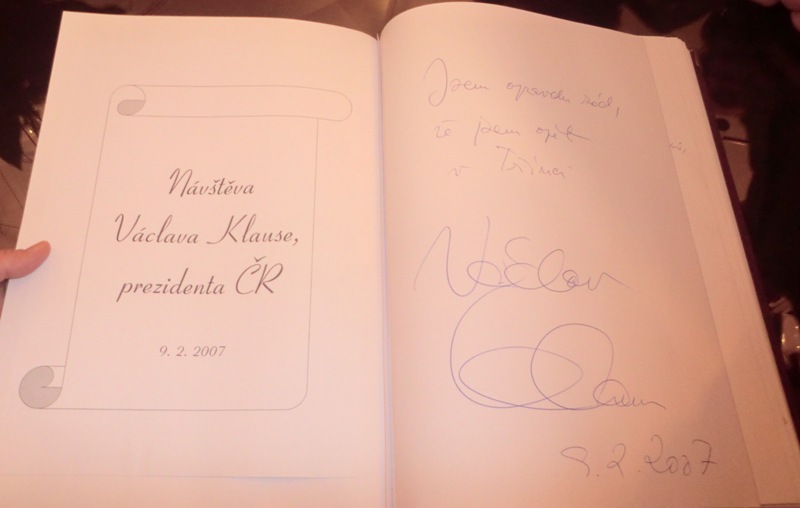 Návštěva
Václava Klause,
prezidenta ČR
9. 2. 2007
Jsem opravdu rád,
že jsem opět
v Třinci
Václav
Klaus
9. 2. 2007